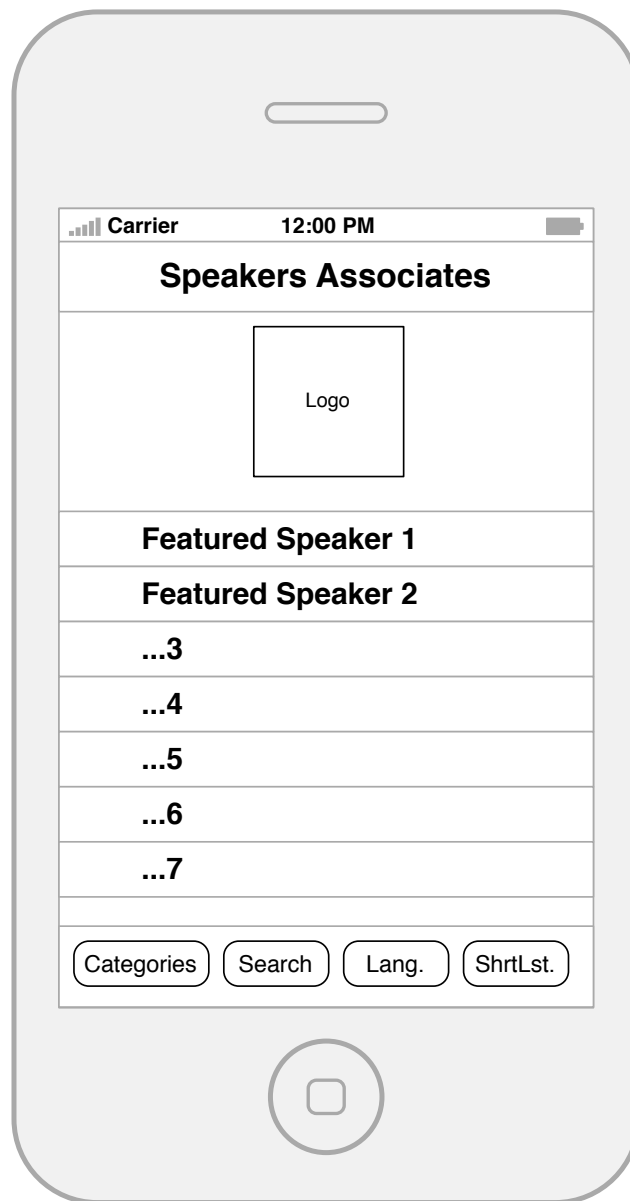 Carrier 12:00 PM
Speakers Associates
Logo
Featured Speaker 1
Featured Speaker 2
...3
...4
...5
...6
...7
Categories Search Lang. ShrtLst.